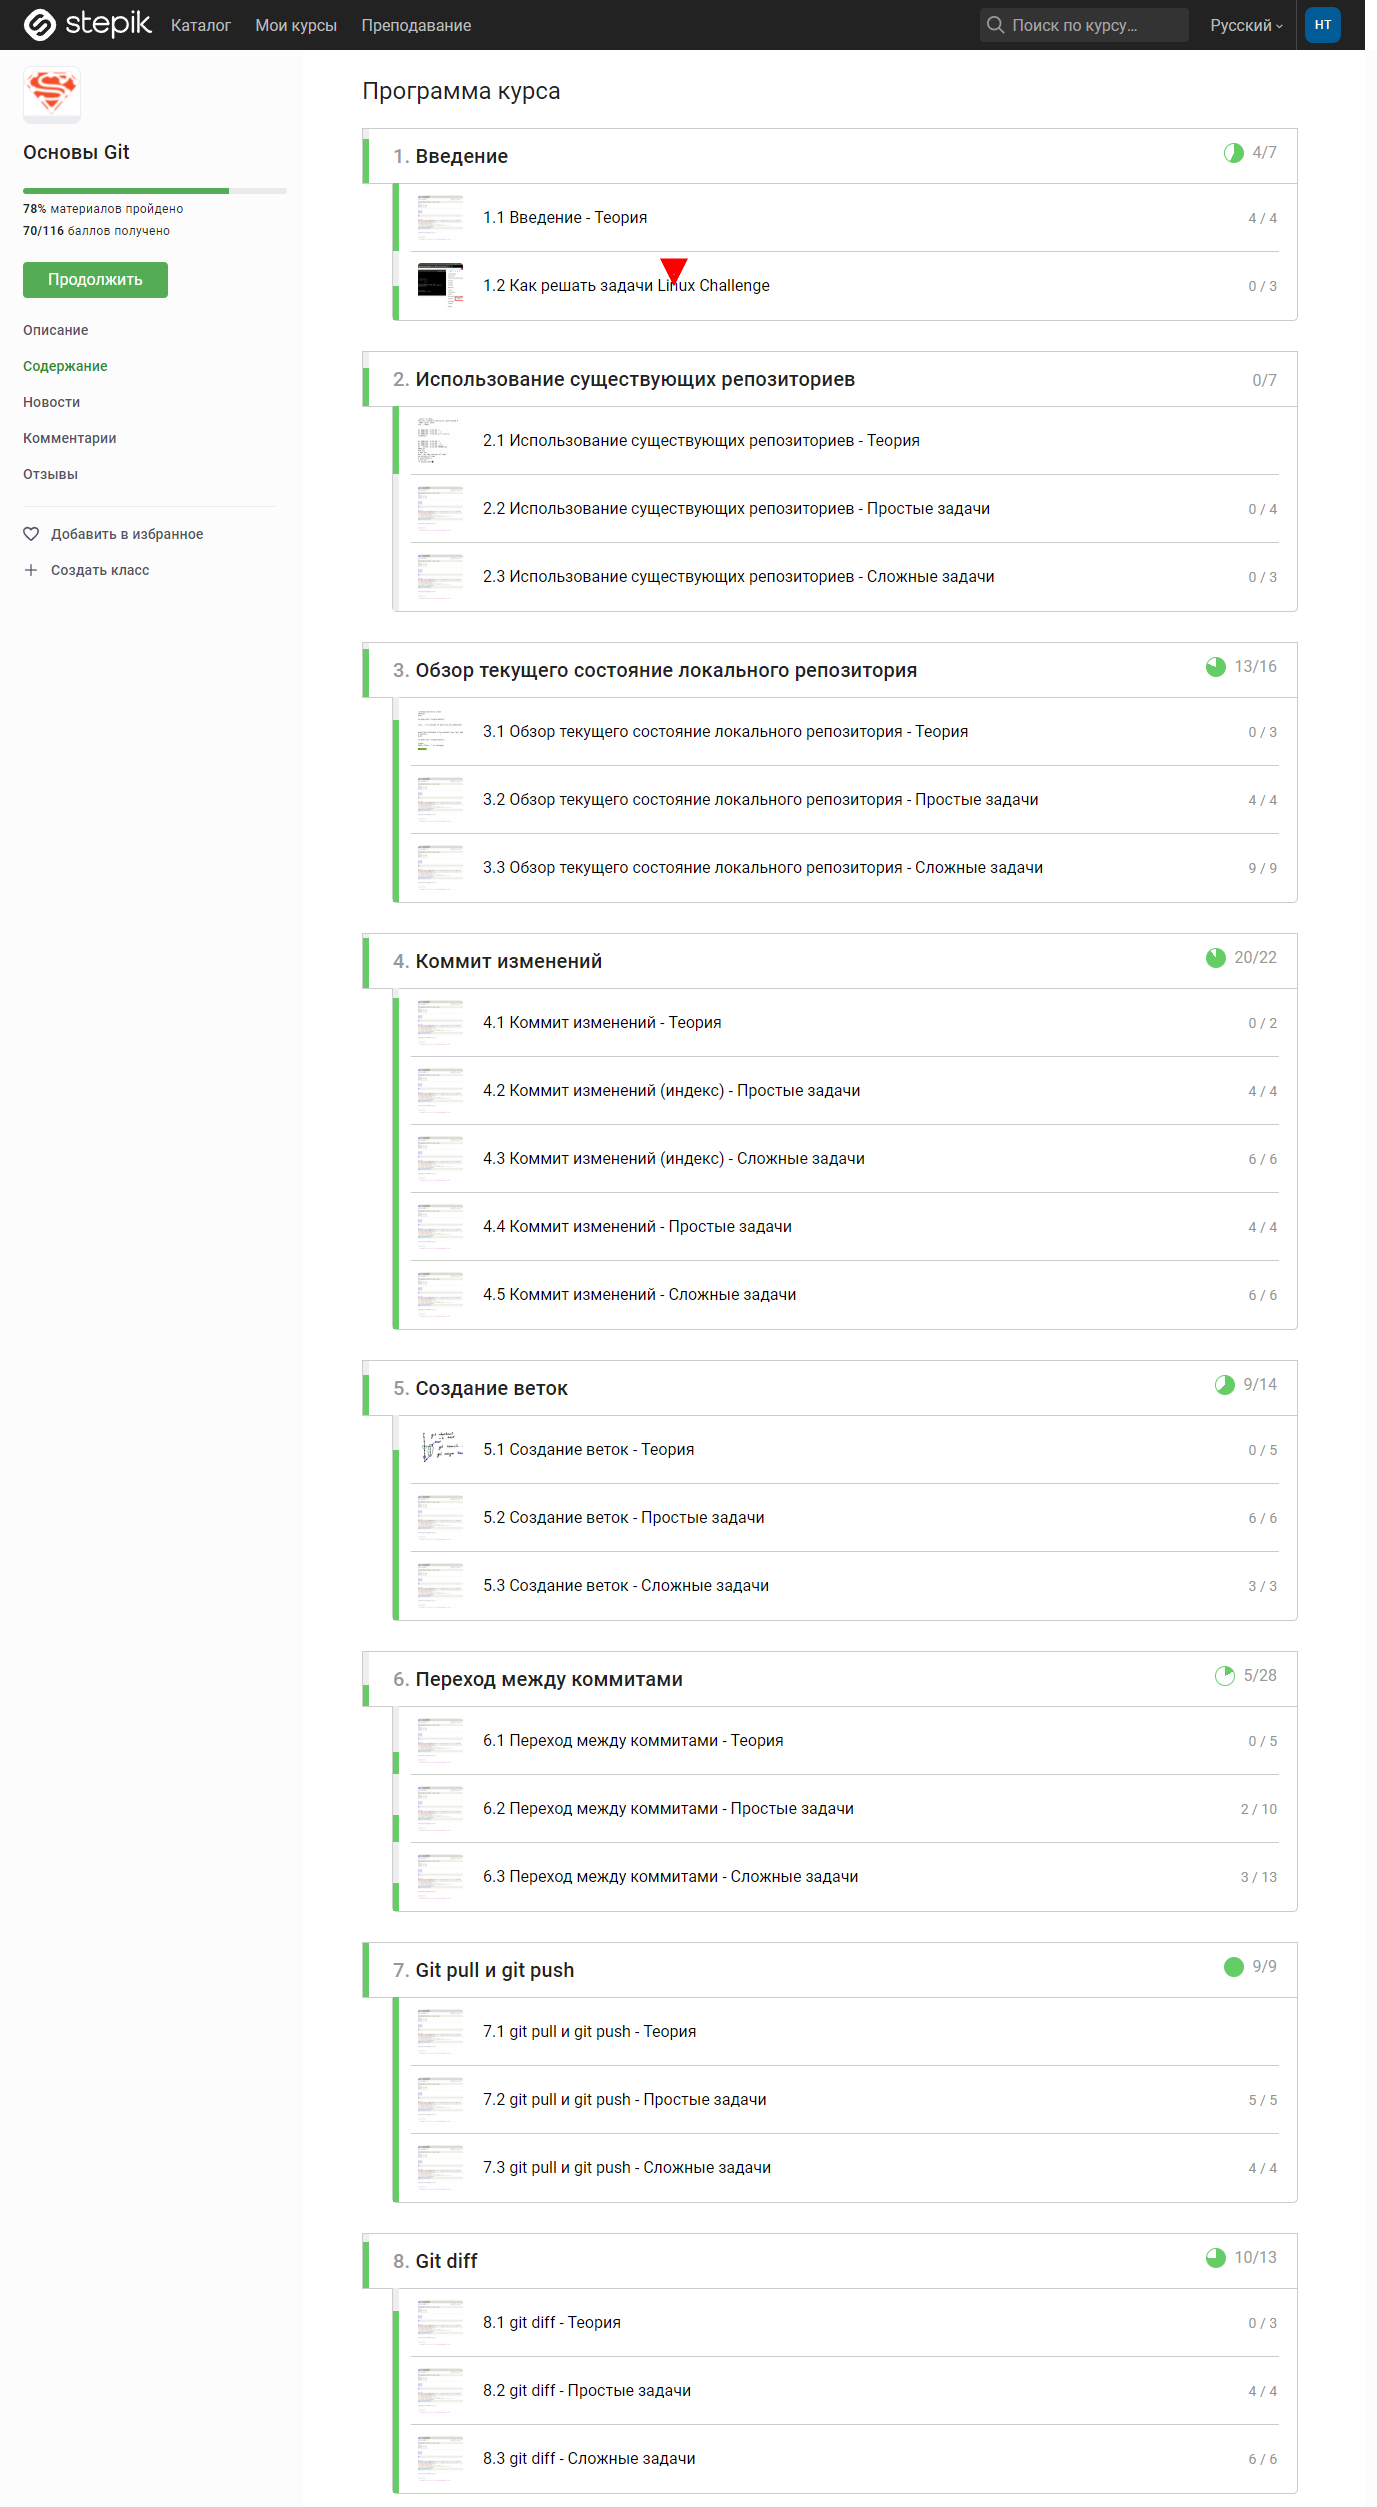 stepik Каталог Мои курсы Преподавание Поиск по курсу... Русский НТ
Основы Git
78% материалов пройдено
70/116 баллов получено
Продолжить
Описание
Содержание
Новости
Комментарии
Отзывы
Добавить в избранное
Создать класс
Программа курса
1. Введение 4/7
1.1 Введение - Теория 4 / 4
1.2 Как решать задачи Linux Challenge 0 / 3
2. Использование существующих репозиториев 0/7
2.1 Использование существующих репозиториев - Теория
2.2 Использование существующих репозиториев - Простые задачи 0 / 4
2.3 Использование существующих репозиториев - Сложные задачи 0 / 3
3. Обзор текущего состояние локального репозитория 13/16
3.1 Обзор текущего состояние локального репозитория - Теория 0 / 3
3.2 Обзор текущего состояние локального репозитория - Простые задачи 4 / 4
3.3 Обзор текущего состояние локального репозитория - Сложные задачи 9 / 9
4. Коммит изменений 20/22
4.1 Коммит изменений - Теория 0 / 2
4.2 Коммит изменений (индекс) - Простые задачи 4 / 4
4.3 Коммит изменений (индекс) - Сложные задачи 6 / 6
4.4 Коммит изменений - Простые задачи 4 / 4
4.5 Коммит изменений - Сложные задачи 6 / 6
5. Создание веток 9/14
5.1 Создание веток - Теория 0 / 5
5.2 Создание веток - Простые задачи 6 / 6
5.3 Создание веток - Сложные задачи 3 / 3
6. Переход между коммитами 5/28
6.1 Переход между коммитами - Теория 0 / 5
6.2 Переход между коммитами - Простые задачи 2 / 10
6.3 Переход между коммитами - Сложные задачи 3 / 13
7. Git pull и git push 9/9
7.1 git pull и git push - Теория
7.2 git pull и git push - Простые задачи 5 / 5
7.3 git pull и git push - Сложные задачи 4 / 4
8. Git diff 10/13
8.1 git diff - Теория 0 / 3
8.2 git diff - Простые задачи 4 / 4
8.3 git diff - Сложные задачи 6 / 6